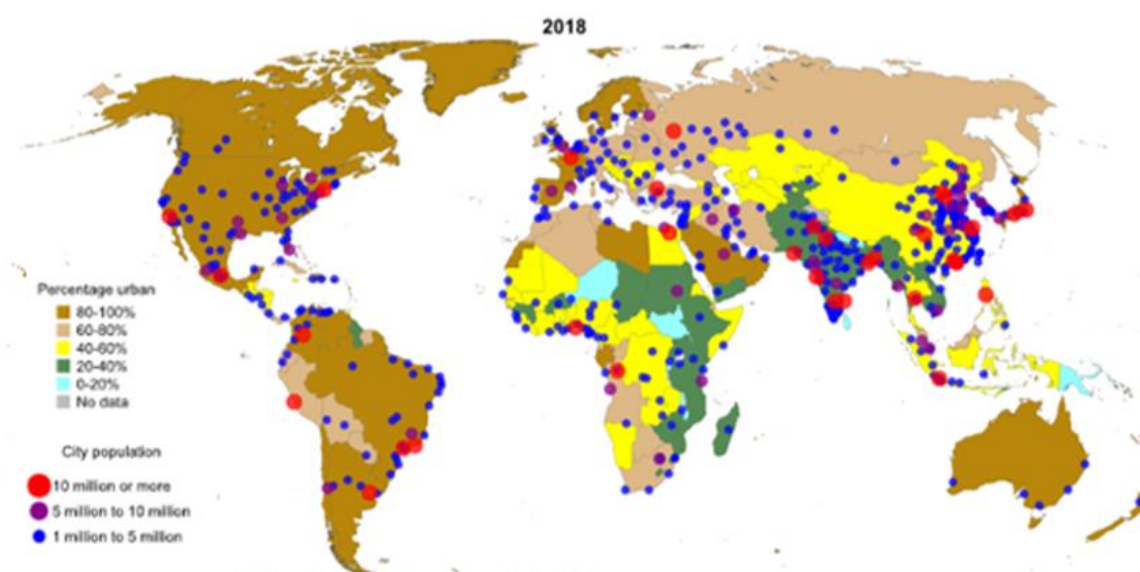 2018
Percentage urban
80-100%
60-80%
40-60%
20-40%
0-20%
No data
City population
10 million or more
5 million to 10 million
1 million to 5 million